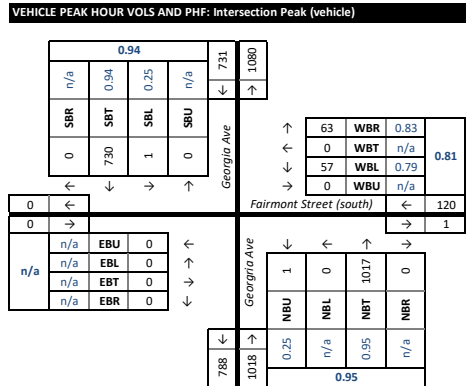 VEHICLE PEAK HOUR VOLS AND PHF: Intersection Peak (vehicle)
0.94
731
1080
n/a 0.94 0.25 n/a
↓ ↑
SBR SBT SBL SBU
Georgia Ave
0 730 1 0
↑ 63 WBR 0.83
← 0 WBT n/a
↓ 57 WBL 0.79
→ 0 WBU n/a
0.81
← ↓ → ↑
0 ←
Fairmont Street (south) ← 120
0 →
→ 1
n/a
n/a EBU 0 ←
n/a EBL 0 ↑
n/a EBT 0 →
n/a EBR 0 ↓
Georgia Ave
↓ ← ↑ →
1 0 1017 0
NBU NBL NBT NBR
↓ ↑
0.25 n/a 0.95 n/a
788
1018
0.95